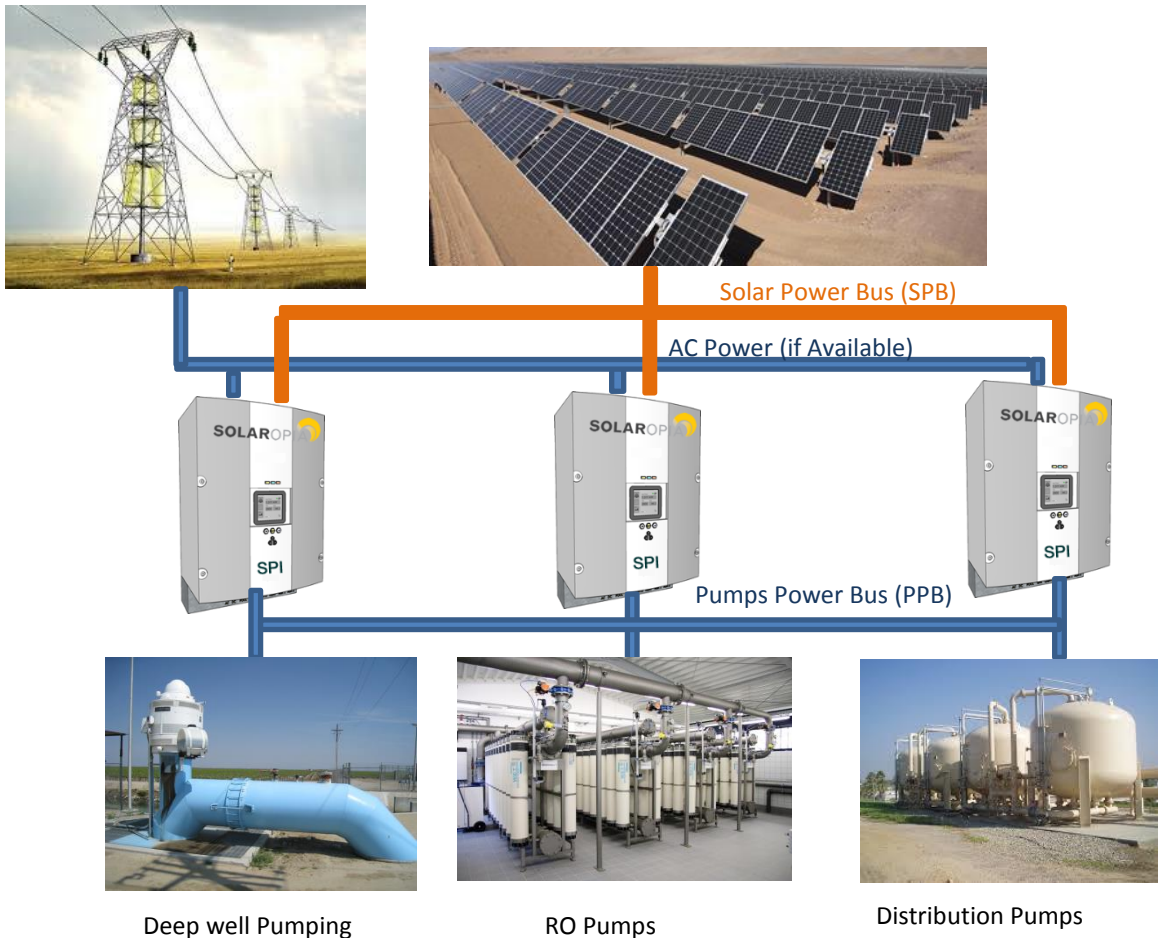 Solar Power Bus (SPB)
AC Power (if Available)
SOLAROPIA
SOLAROPIA
SOLAROPIA
SPI
SPI
SPI
Pumps Power Bus (PPB)
Deep well Pumping
RO Pumps
Distribution Pumps